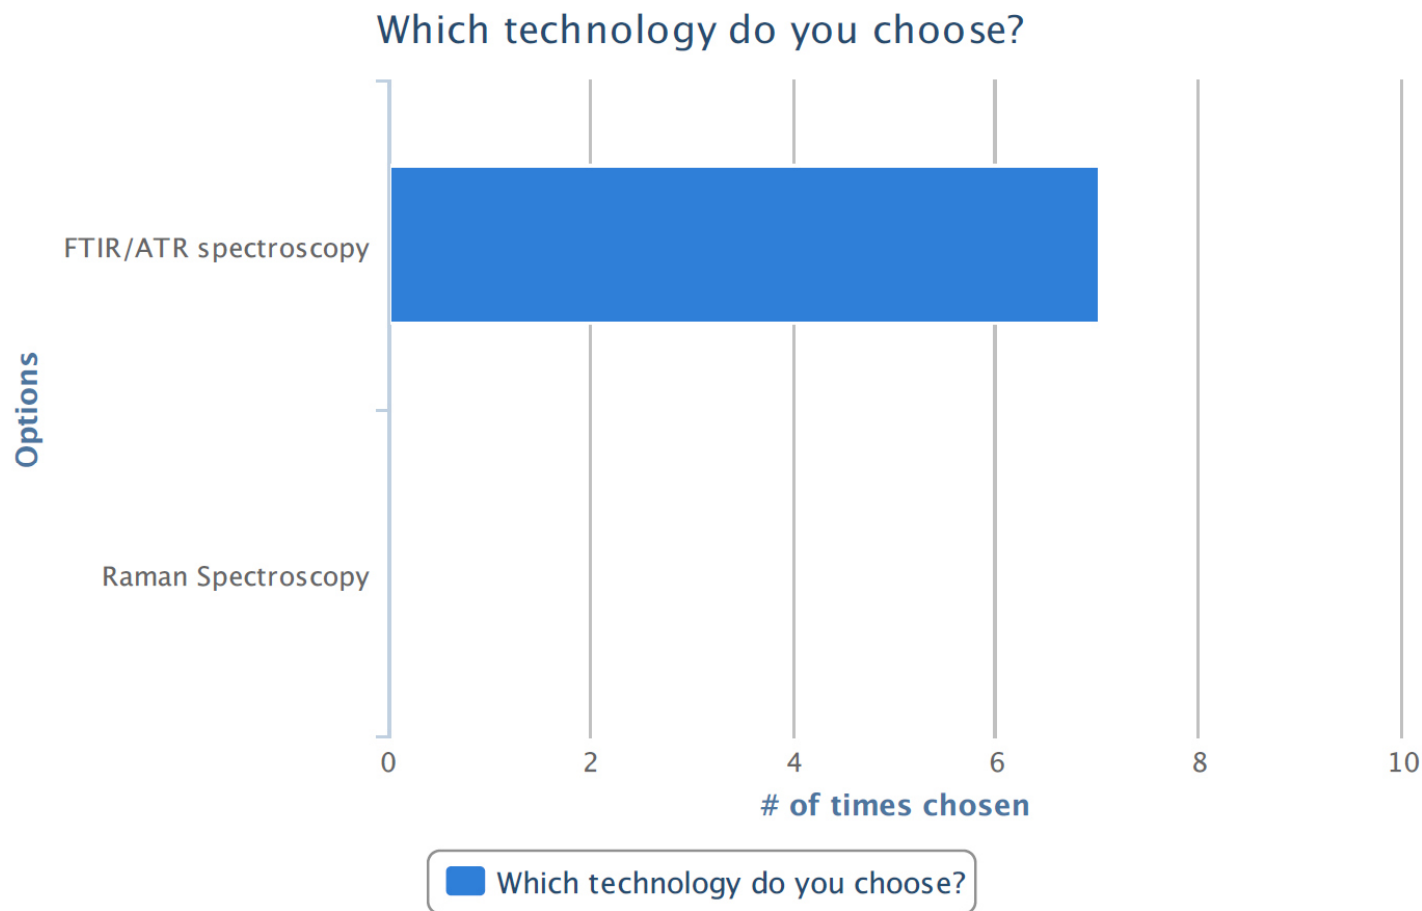 Which technology do you choose?
FTIR/ATR spectroscopy
Options
Raman Spectroscopy
0 2 4 6 8 10
# of times chosen
Which technology do you choose?